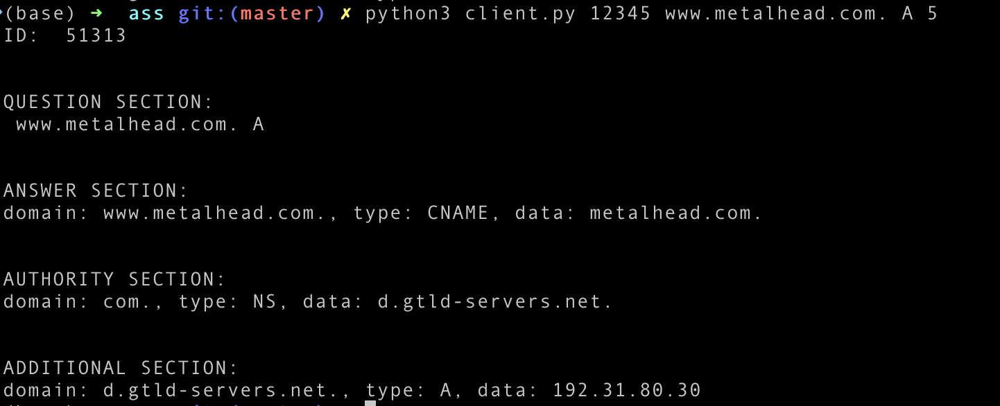 (base) ➜ ass git:(master) ✗ python3 client.py 12345 www.metalhead.com. A 5
ID: 51313
QUESTION SECTION:
www.metalhead.com. A
ANSWER SECTION:
domain: www.metalhead.com., type: CNAME, data: metalhead.com.
AUTHORITY SECTION:
domain: com., type: NS, data: d.gtld-servers.net.
ADDITIONAL SECTION:
domain: d.gtld-servers.net., type: A, data: 192.31.80.30